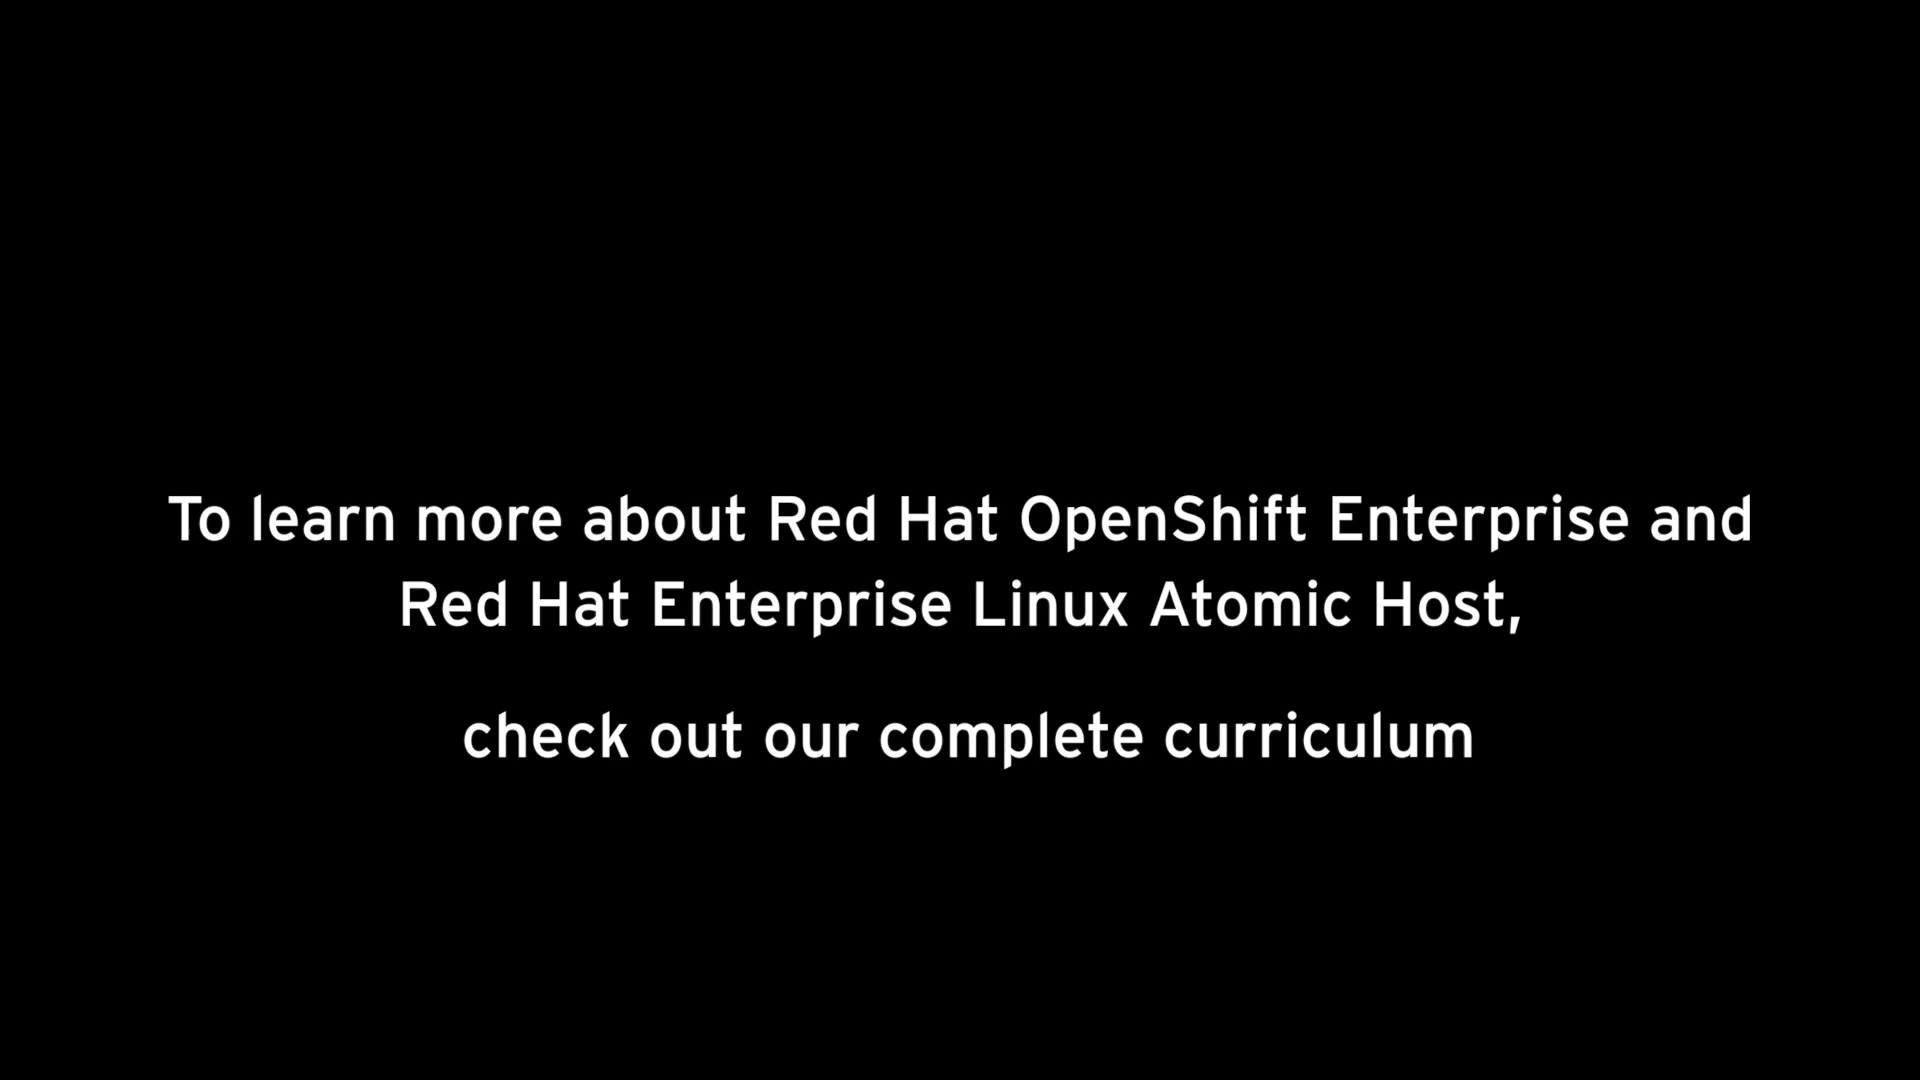 To learn more about Red Hat OpenShift Enterprise and
Red Hat Enterprise Linux Atomic Host,
check out our complete curriculum